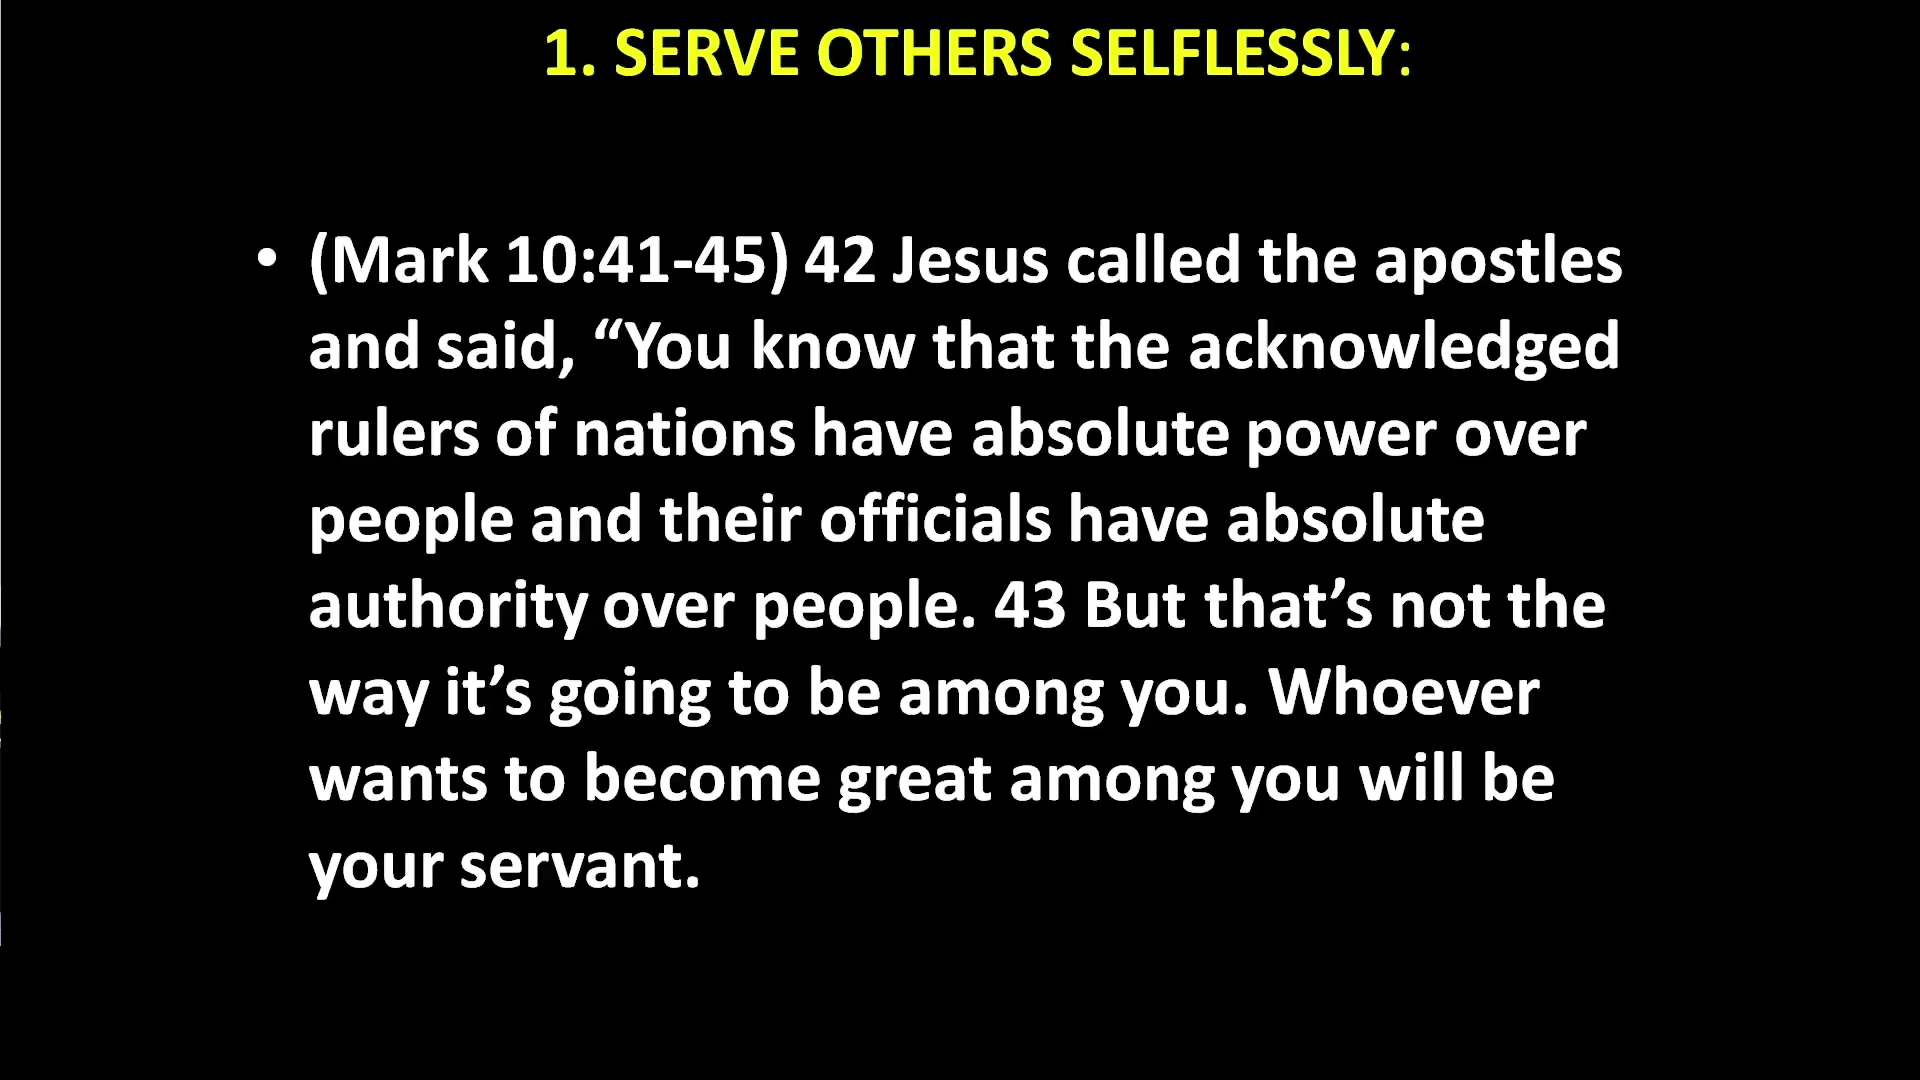 1. SERVE OTHERS SELFLESSLY:
• (Mark 10:41-45) 42 Jesus called the apostles
and said, “You know that the acknowledged
rulers of nations have absolute power over
people and their officials have absolute
authority over people. 43 But that’s not the
way it’s going to be among you. Whoever
wants to become great among you will be
your servant.